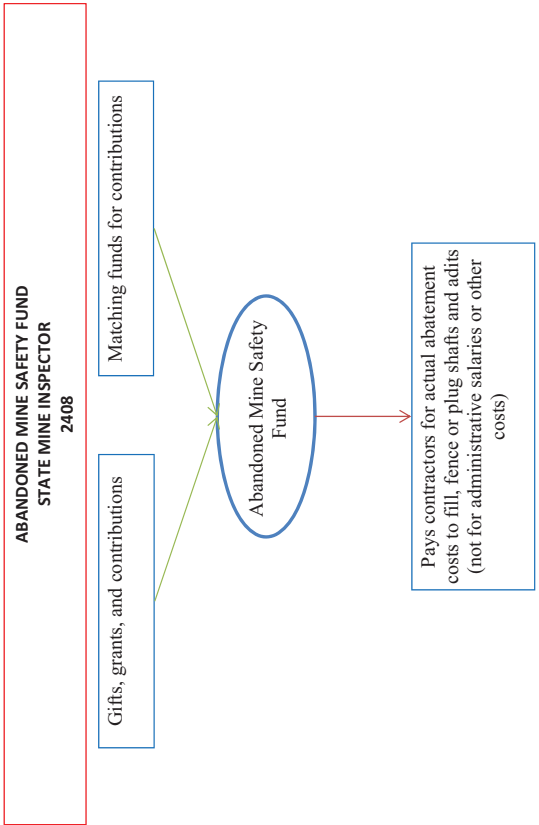 ABANDONED MINE SAFETY FUND
STATE MINE INSPECTOR
2408
Gifts, grants, and contributions
Matching funds for contributions
Abandoned Mine Safety
Fund
Pays contractors for actual abatement
costs to fill, fence or plug shafts and adits
(not for administrative salaries or other
costs)